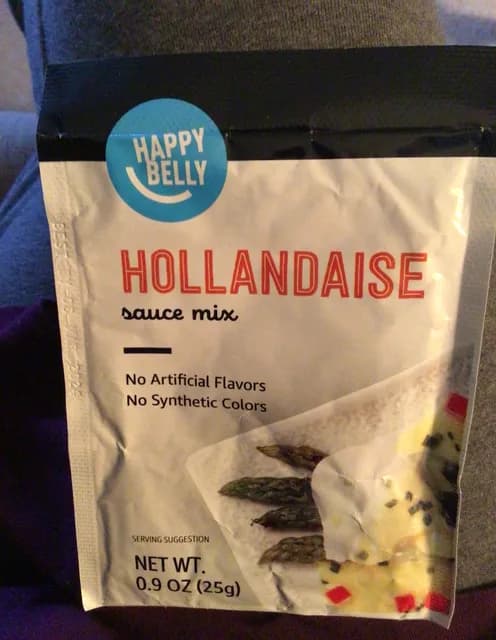 HAPPY
BELLY
HOLLANDAISE
sauce mix
No Artificial Flavors
No Synthetic Colors
SERVING SUGGESTION
NET WT.
0.9 OZ (25g)